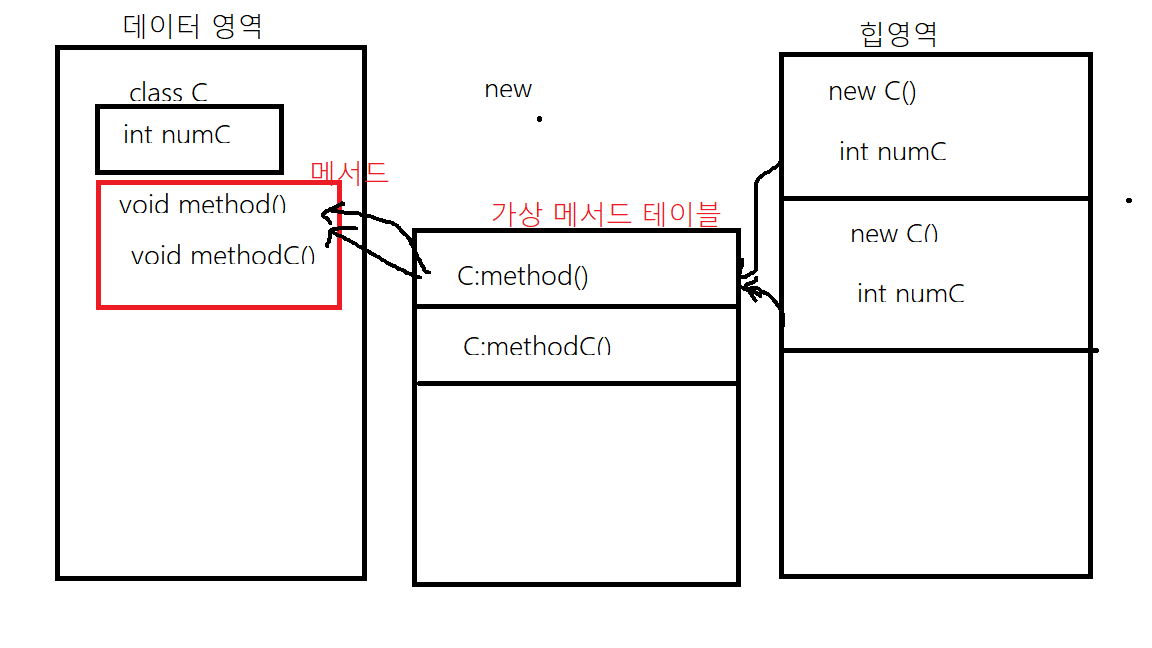 데이터 영역
class C
int numC
메서드
void method()
void methodC()
new
가상 메서드 테이블
C:method()
C:methodC()
힙영역
new C()
int numC
new C()
int numC